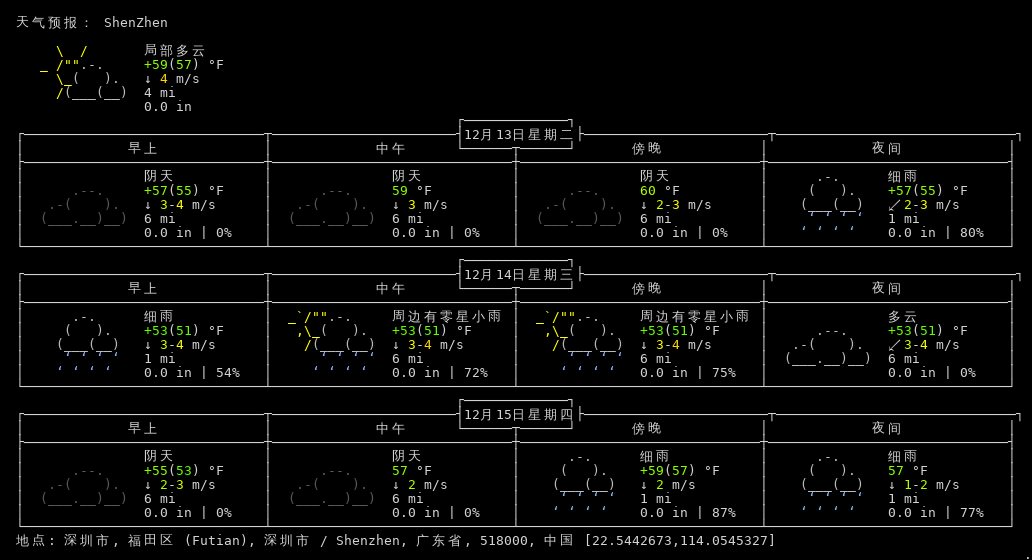 天气预报： ShenZhen
局部多云
+59(57) °F
↓ 4 m/s
4 mi
0.0 in
12月13日星期二
早上 中午 傍晚 夜间
阴天 阴天 阴天 细雨
+57(55) °F 59 °F 60 °F +57(55) °F
↓ 3-4 m/s ↓ 3 m/s ↓ 2-3 m/s ↙ 2-3 m/s
6 mi 6 mi 6 mi 1 mi
0.0 in | 0% 0.0 in | 0% 0.0 in | 0% 0.0 in | 80%
12月14日星期三
早上 中午 傍晚 夜间
细雨 周边有零星小雨 周边有零星小雨 多云
+53(51) °F +53(51) °F +53(51) °F +53(51) °F
↓ 3-4 m/s ↓ 3-4 m/s ↓ 3-4 m/s ↙ 3-4 m/s
1 mi 6 mi 6 mi 6 mi
0.0 in | 54% 0.0 in | 72% 0.0 in | 75% 0.0 in | 0%
12月15日星期四
早上 中午 傍晚 夜间
阴天 阴天 细雨 细雨
+55(53) °F 57 °F +59(57) °F 57 °F
↓ 2-3 m/s ↓ 2 m/s ↓ 2 m/s ↓ 1-2 m/s
6 mi 6 mi 1 mi 1 mi
0.0 in | 0% 0.0 in | 0% 0.0 in | 87% 0.0 in | 77%
地点: 深圳市, 福田区 (Futian), 深圳市 / Shenzhen, 广东省, 518000, 中国 [22.5442673,114.0545327]